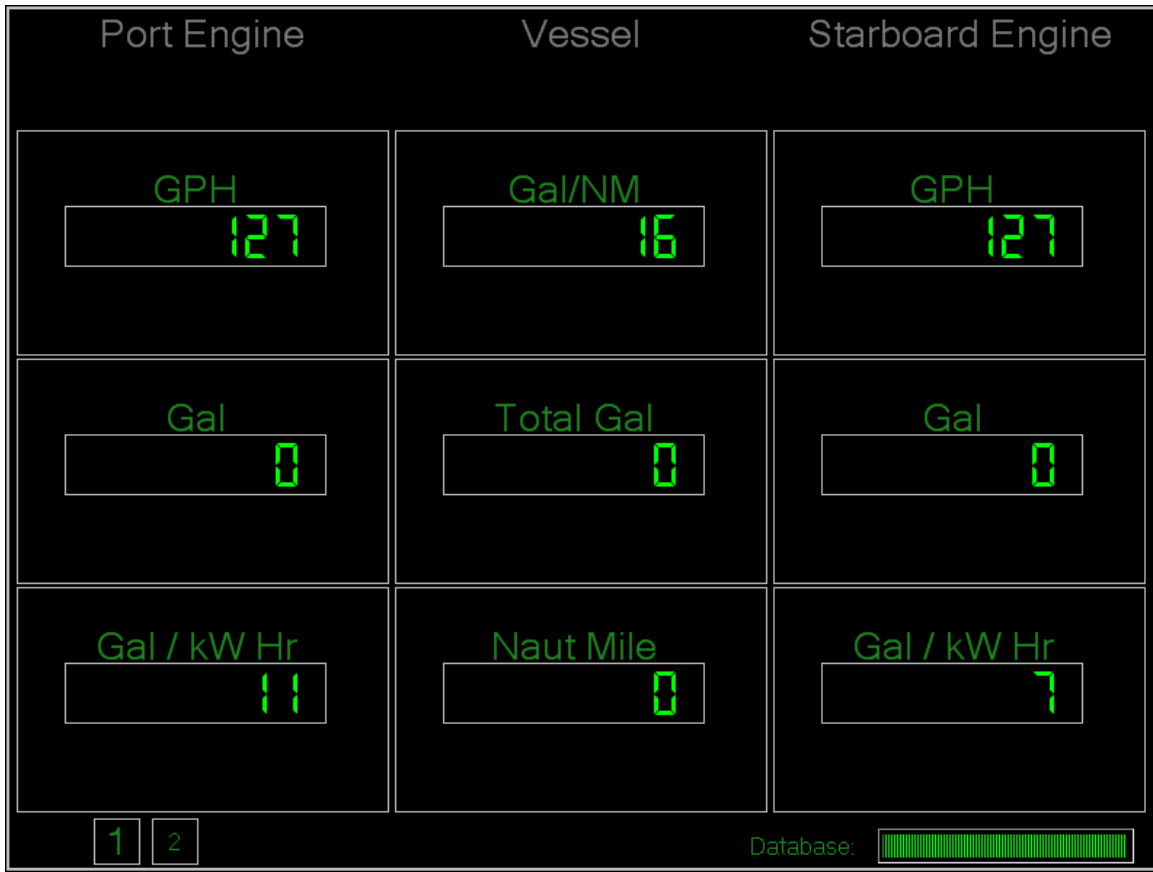 Port Engine Vessel Starboard Engine
GPH Gal/NM GPH
127 16 127
Gal Total Gal Gal
0 0 0
Gal / kW Hr Naut Mile Gal / kW Hr
11 0 7
1 2 Database: